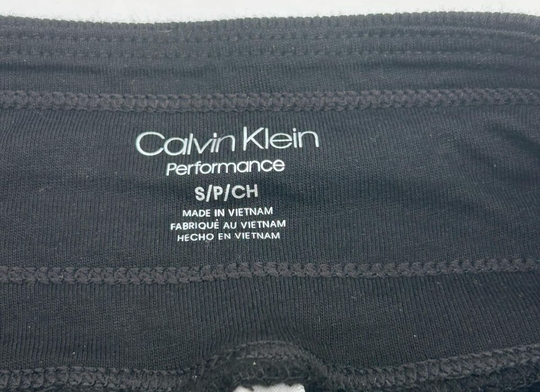 Calvin Klein
Performance
S/P/CH
MADE IN VIETNAM
FABRIQUÉ AU VIETNAM
HECHO EN VIETNAM